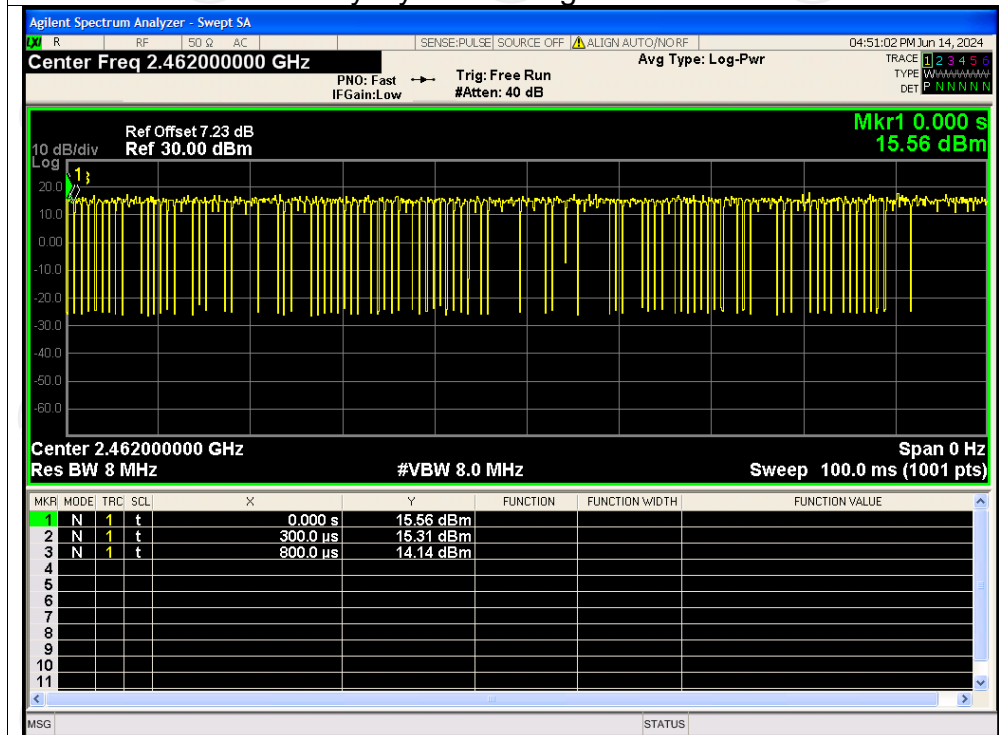 Agilent Spectrum Analyzer - Swept SA
LXI R RF 50 Ω AC SENSE:PULSE SOURCE OFF ALIGN AUTO/NO RF 04:51:02 PM Jun 14, 2024
Center Freq 2.462000000 GHz Avg Type: Log-Pwr TRACE 1 2 3 4 5 6
PNO: Fast Trig: Free Run TYPE WWWWWW
IFGain:Low #Atten: 40 dB DET P N N N N N
Mkr1 0.000 s
Ref Offset 7.23 dB 15.56 dBm
10 dB/div Ref 30.00 dBm
Log
1
3
20.0
10.0
0.00
-10.0
-20.0
-30.0
-40.0
-50.0
-60.0
Center 2.462000000 GHz Span 0 Hz
Res BW 8 MHz #VBW 8.0 MHz Sweep 100.0 ms (1001 pts)
MKR MODE TRC SCL X Y FUNCTION FUNCTION WIDTH FUNCTION VALUE
1 N 1 t 0.000 s 15.56 dBm
2 N 1 t 300.0 µs 15.31 dBm
3 N 1 t 800.0 µs 14.14 dBm
4
5
6
7
8
9
10
11
MSG STATUS